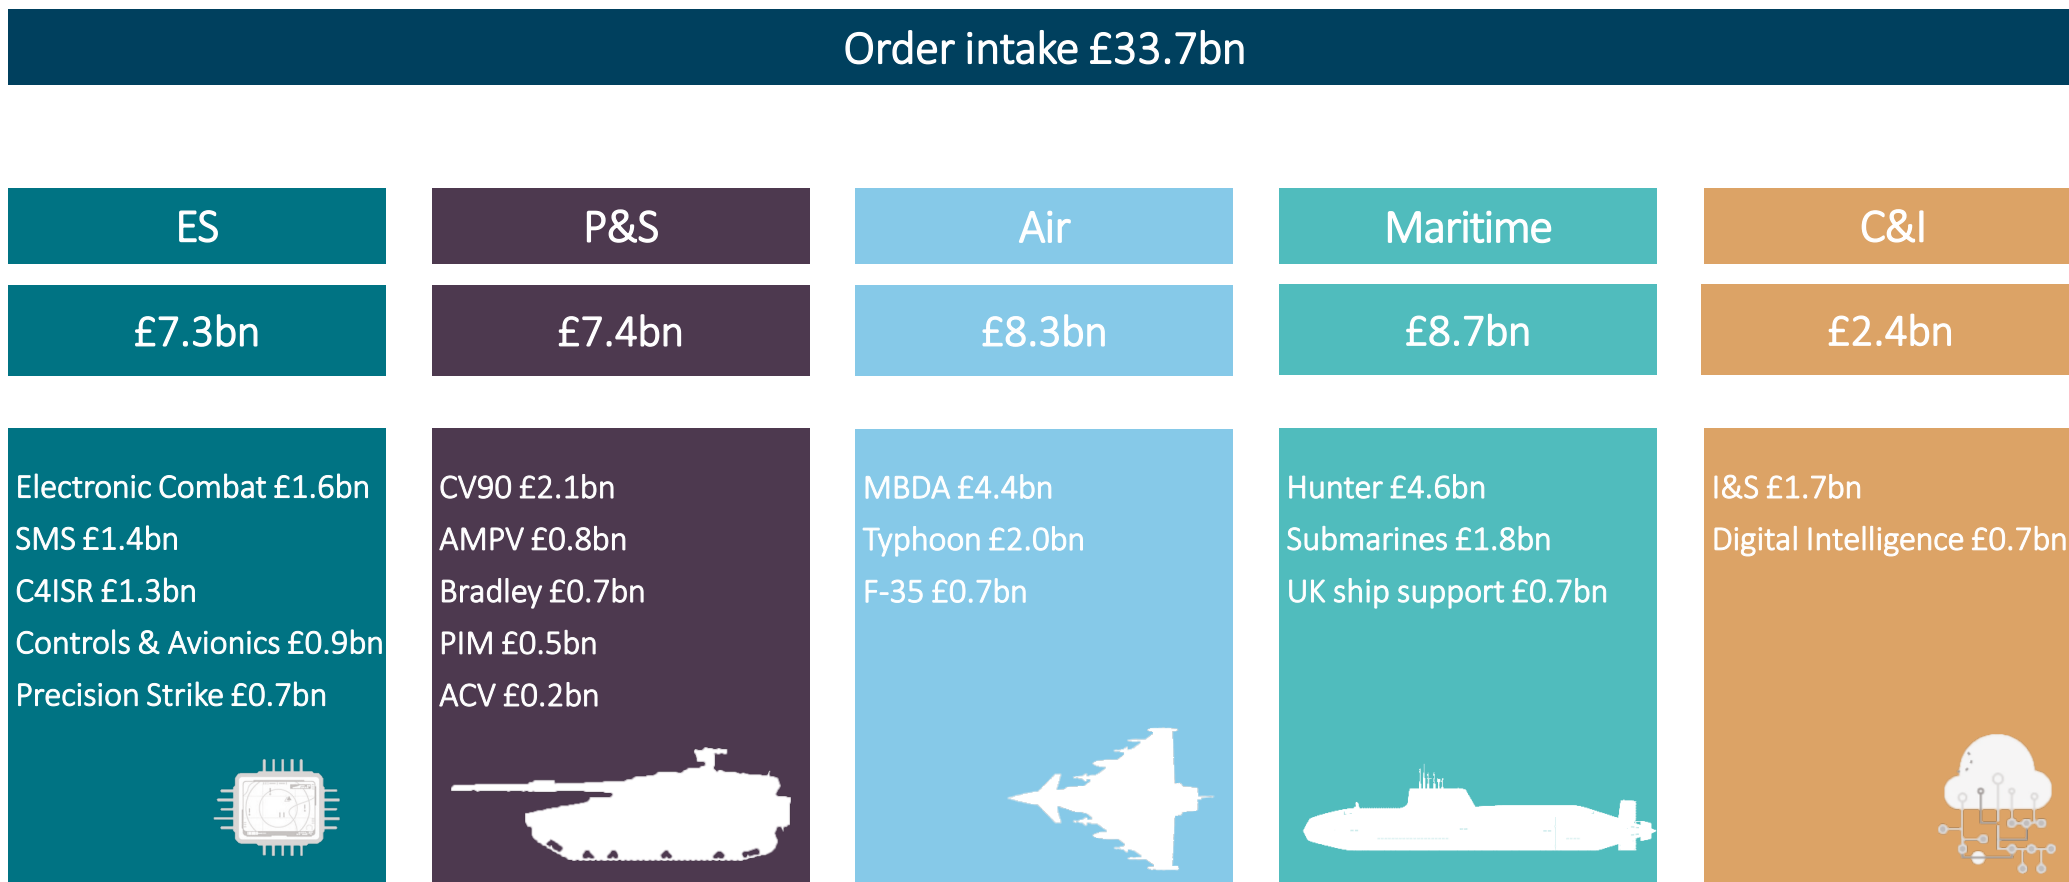 Order intake £33.7bn
ES
£7.3bn
Electronic Combat £1.6bn
SMS £1.4bn
C4ISR £1.3bn
Controls & Avionics £0.9bn
Precision Strike £0.7bn
P&S
£7.4bn
CV90 £2.1bn
AMPV £0.8bn
Bradley £0.7bn
PIM £0.5bn
ACV £0.2bn
Air
£8.3bn
MBDA £4.4bn
Typhoon £2.0bn
F-35 £0.7bn
Maritime
£8.7bn
Hunter £4.6bn
Submarines £1.8bn
UK ship support £0.7bn
C&I
£2.4bn
I&S £1.7bn
Digital Intelligence £0.7bn